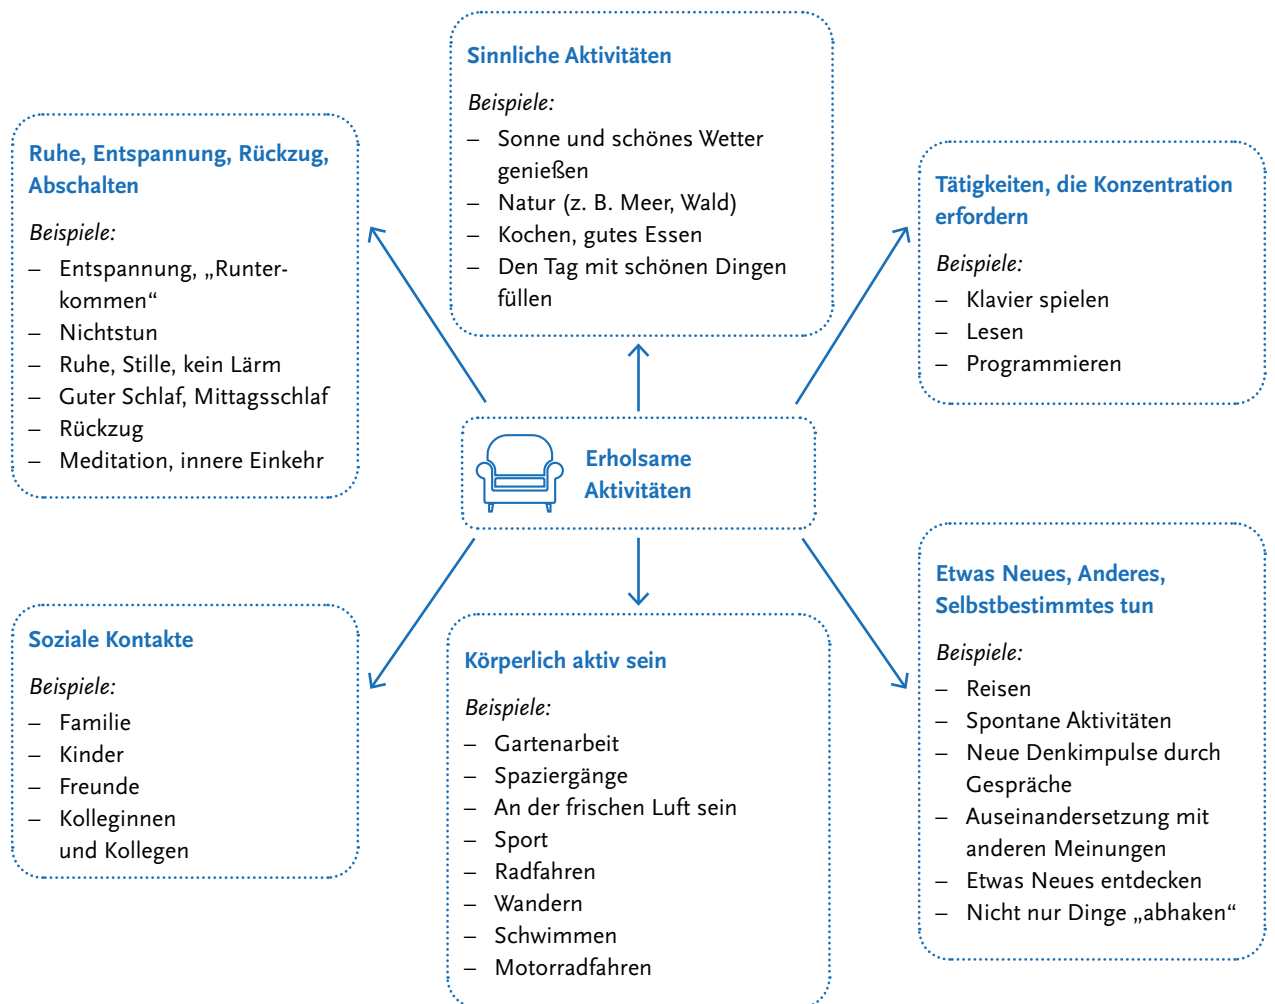 Sinnliche Aktivitäten
Beispiele:
– Sonne und schönes Wetter
genießen
– Natur (z. B. Meer, Wald)
– Kochen, gutes Essen
– Den Tag mit schönen Dingen
füllen
Ruhe, Entspannung, Rückzug,
Abschalten
Beispiele:
– Entspannung, „Runter-
kommen“
– Nichtstun
– Ruhe, Stille, kein Lärm
– Guter Schlaf, Mittagsschlaf
– Rückzug
– Meditation, innere Einkehr
Tätigkeiten, die Konzentration
erfordern
Beispiele:
– Klavier spielen
– Lesen
– Programmieren
Erholsame
Aktivitäten
Soziale Kontakte
Beispiele:
– Familie
– Kinder
– Freunde
– Kolleginnen
und Kollegen
Körperlich aktiv sein
Beispiele:
– Gartenarbeit
– Spaziergänge
– An der frischen Luft sein
– Sport
– Radfahren
– Wandern
– Schwimmen
– Motorradfahren
Etwas Neues, Anderes,
Selbstbestimmtes tun
Beispiele:
– Reisen
– Spontane Aktivitäten
– Neue Denkimpulse durch
Gespräche
– Auseinandersetzung mit
anderen Meinungen
– Etwas Neues entdecken
– Nicht nur Dinge „abhaken“